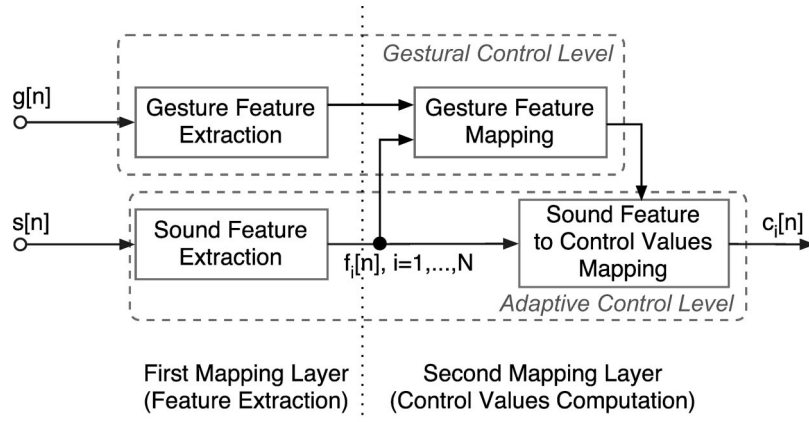 Gestural Control Level
g[n]
Gesture Feature
Extraction
Gesture Feature
Mapping
s[n]
Sound Feature
Extraction
f_i[n], i=1,...,N
Sound Feature
to Control Values
Mapping
c_i[n]
Adaptive Control Level
First Mapping Layer
(Feature Extraction)
Second Mapping Layer
(Control Values Computation)